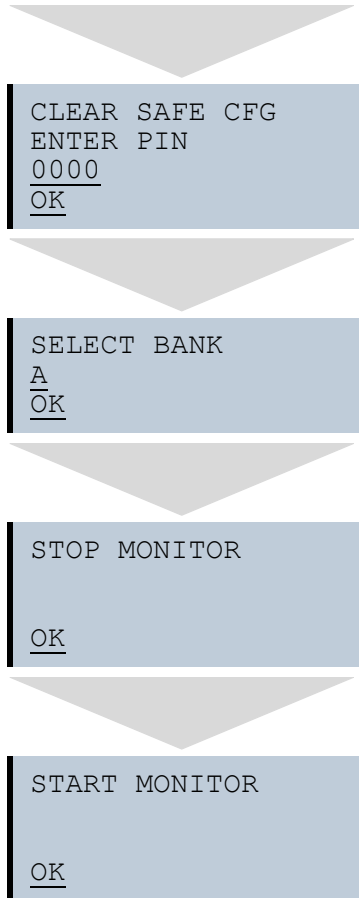 CLEAR SAFE CFG
ENTER PIN
0000
OK
SELECT BANK
A
OK
STOP MONITOR
OK
START MONITOR
OK